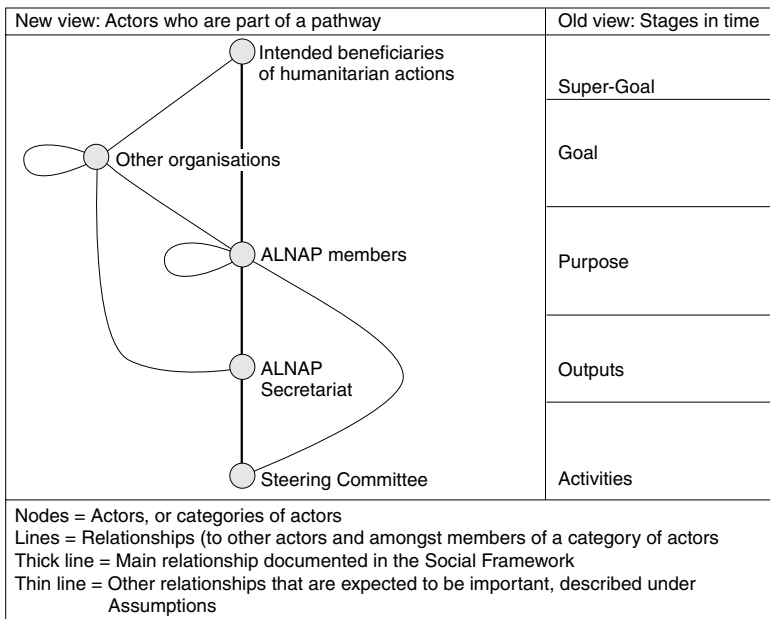 New view: Actors who are part of a pathway
Old view: Stages in time
Intended beneficiaries
of humanitarian actions
Super-Goal
Other organisations
Goal
ALNAP members
Purpose
ALNAP
Secretariat
Outputs
Steering Committee
Activities
Nodes = Actors, or categories of actors
Lines = Relationships (to other actors and amongst members of a category of actors
Thick line = Main relationship documented in the Social Framework
Thin line = Other relationships that are expected to be important, described under
Assumptions